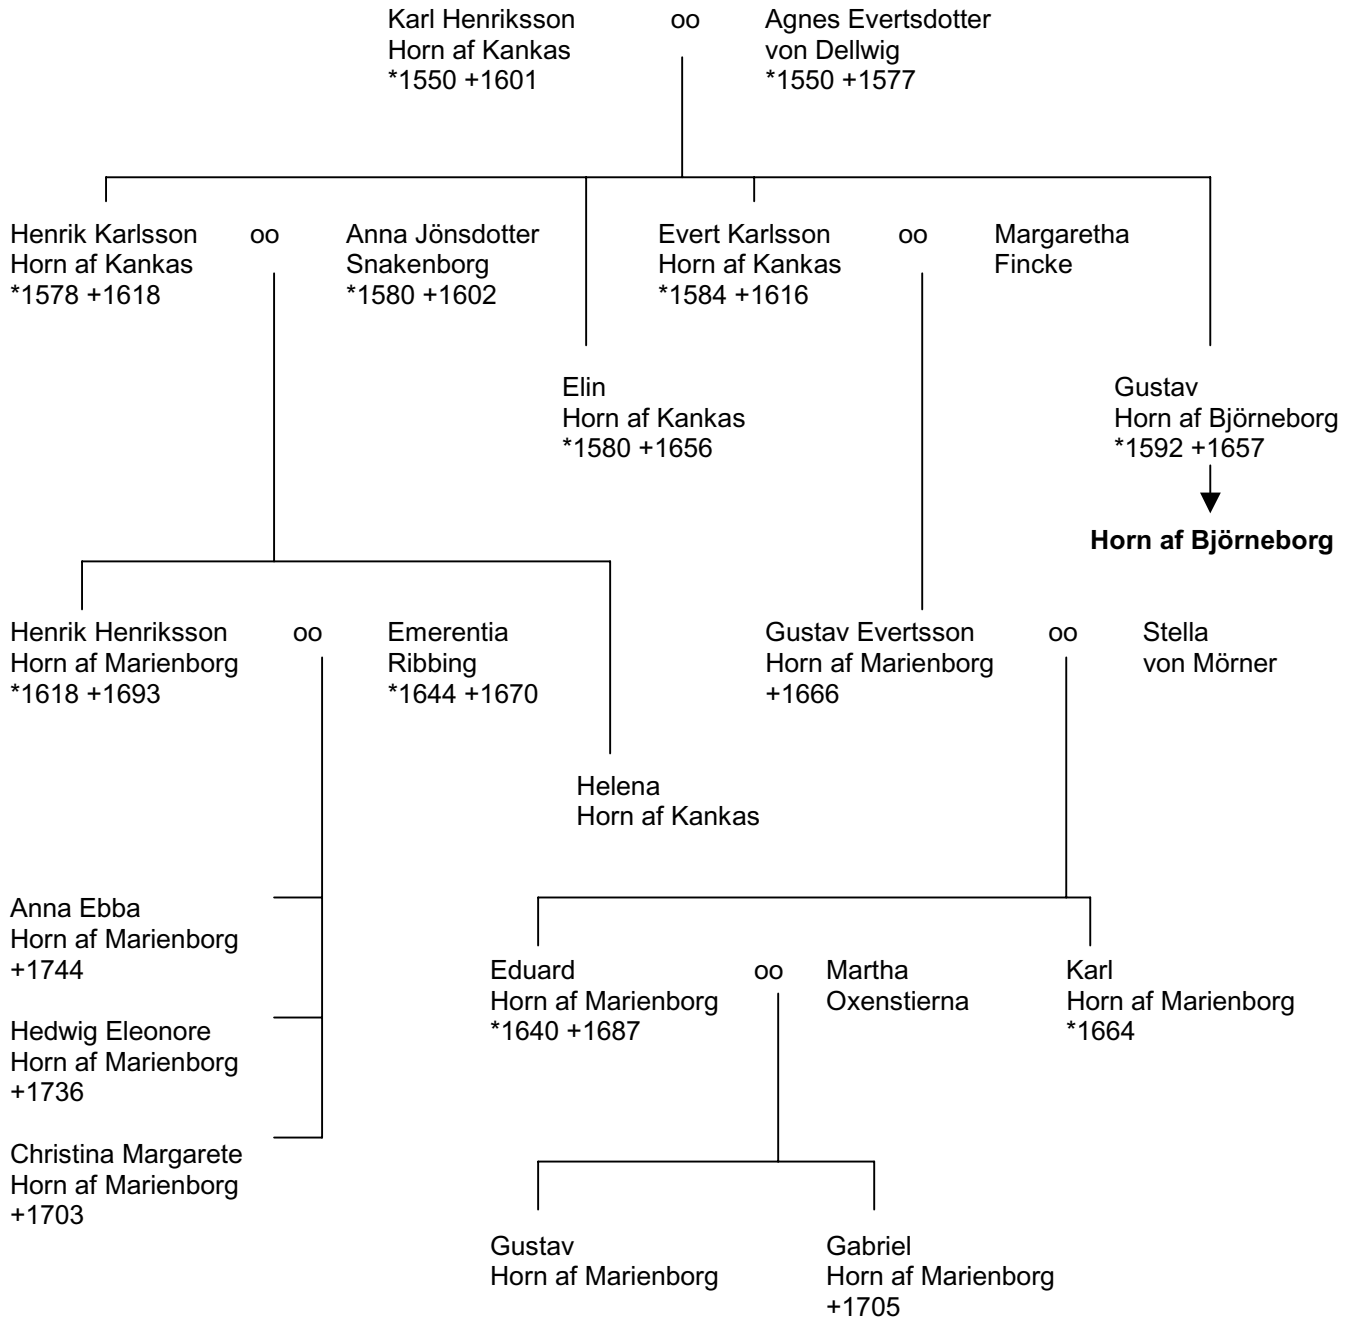 Karl Henriksson
Horn af Kankas
*1550 +1601
oo
Agnes Evertsdotter
von Dellwig
*1550 +1577
Henrik Karlsson
Horn af Kankas
*1578 +1618
oo
Anna Jönsdotter
Snakenborg
*1580 +1602
Evert Karlsson
Horn af Kankas
*1584 +1616
oo
Margaretha
Fincke
Elin
Horn af Kankas
*1580 +1656
Gustav
Horn af Björneborg
*1592 +1657
Horn af Björneborg
Henrik Henriksson
Horn af Marienborg
*1618 +1693
oo
Emerentia
Ribbing
*1644 +1670
Gustav Evertsson
Horn af Marienborg
+1666
oo
Stella
von Mörner
Helena
Horn af Kankas
Anna Ebba
Horn af Marienborg
+1744
Hedwig Eleonore
Horn af Marienborg
+1736
Christina Margarete
Horn af Marienborg
+1703
Eduard
Horn af Marienborg
*1640 +1687
oo
Martha
Oxenstierna
Karl
Horn af Marienborg
*1664
Gustav
Horn af Marienborg
Gabriel
Horn af Marienborg
+1705